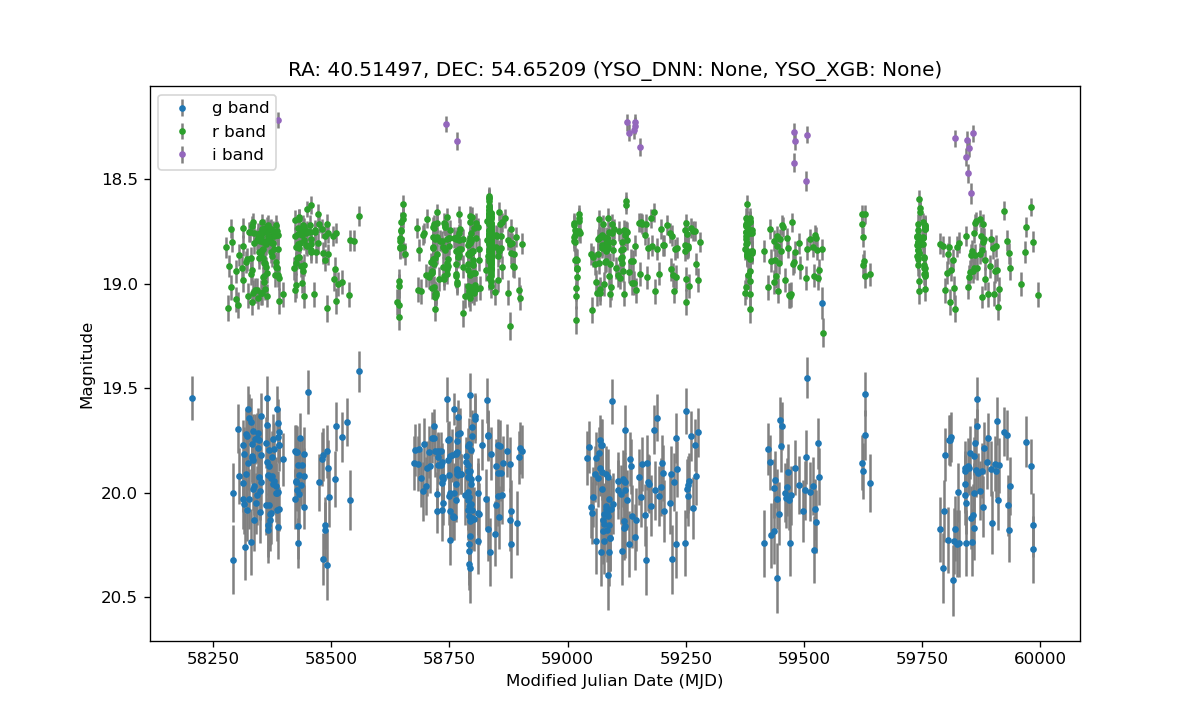 RA: 40.51497, DEC: 54.65209 (YSO_DNN: None, YSO_XGB: None)
g band
r band
i band
18.5
19.0
19.5
20.0
20.5
Magnitude
58250 58500 58750 59000 59250 59500 59750 60000
Modified Julian Date (MJD)